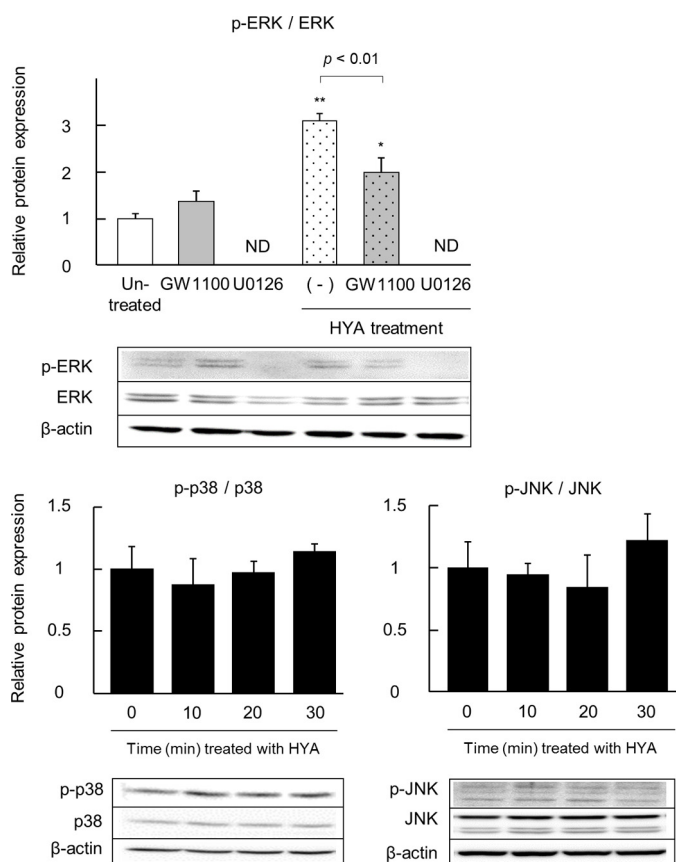 p-ERK / ERK
p < 0.01
Relative protein expression
3
2
1
0
**
*
ND
ND
Un-
treated
GW1100
U0126
( - )
GW1100
U0126
HYA treatment
p-ERK
ERK
β-actin
p-p38 / p38
Relative protein expression
1.5
1
0.5
0
0
10
20
30
Time (min) treated with HYA
p-p38
p38
β-actin
p-JNK / JNK
1.5
1
0.5
0
0
10
20
30
Time (min) treated with HYA
p-JNK
JNK
β-actin